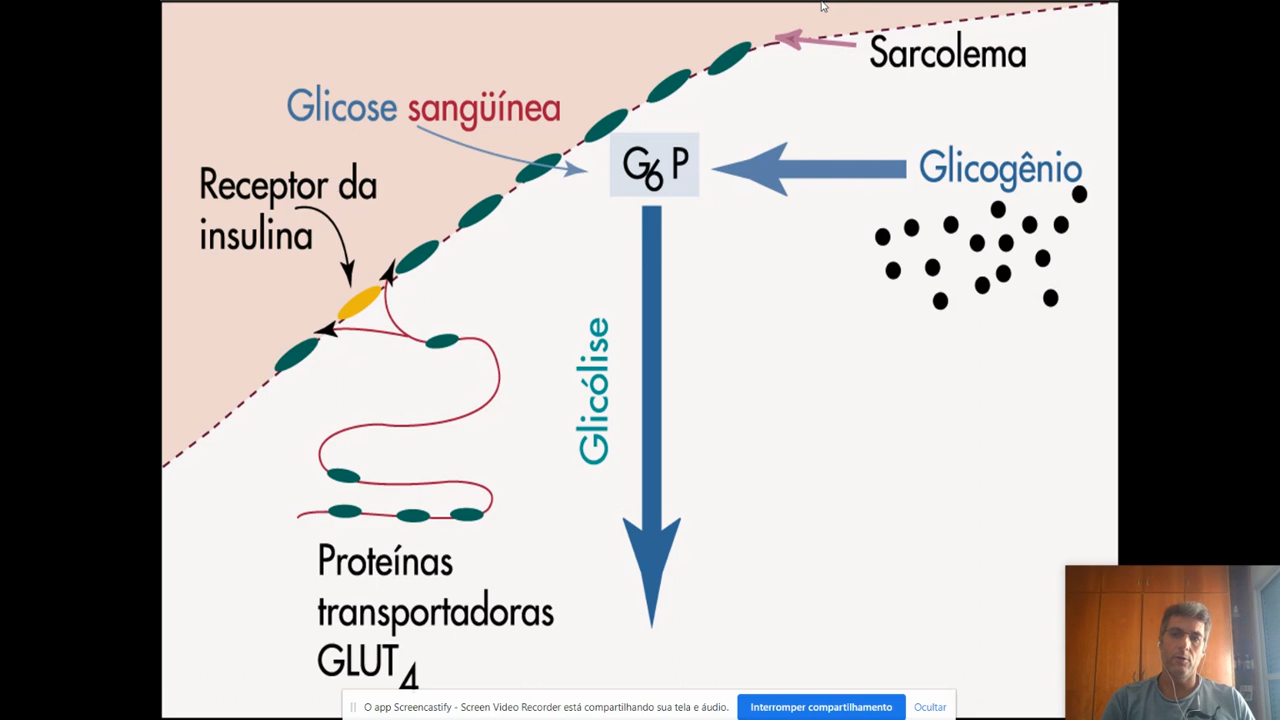 Sarcolema
Glicose sangüínea
G6P
Glicogênio
Receptor da
insulina
Glicólise
Proteínas
transportadoras
GLUT4
O app Screencastify - Screen Video Recorder está compartilhando sua tela e áudio.
Interromper compartilhamento
Ocultar